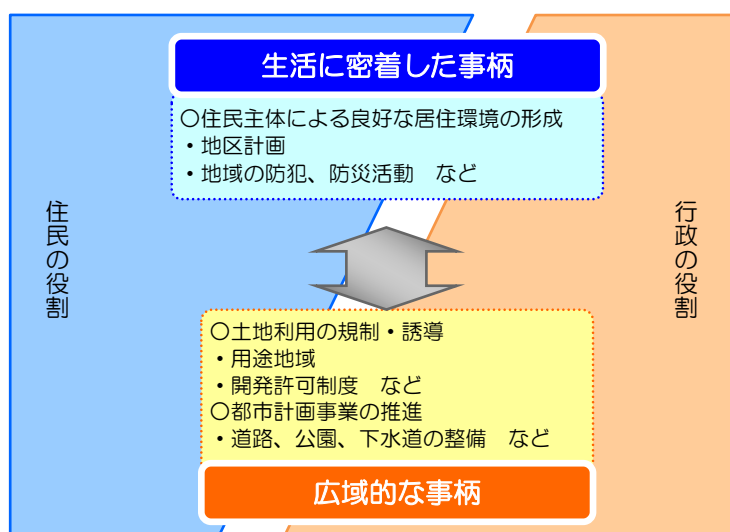 生活に密着した事柄
○住民主体による良好な居住環境の形成
・地区計画
・地域の防犯、防災活動　など
住民の役割
行政の役割
○土地利用の規制・誘導
・用途地域
・開発許可制度　など
○都市計画事業の推進
・道路、公園、下水道の整備　など
広域的な事柄